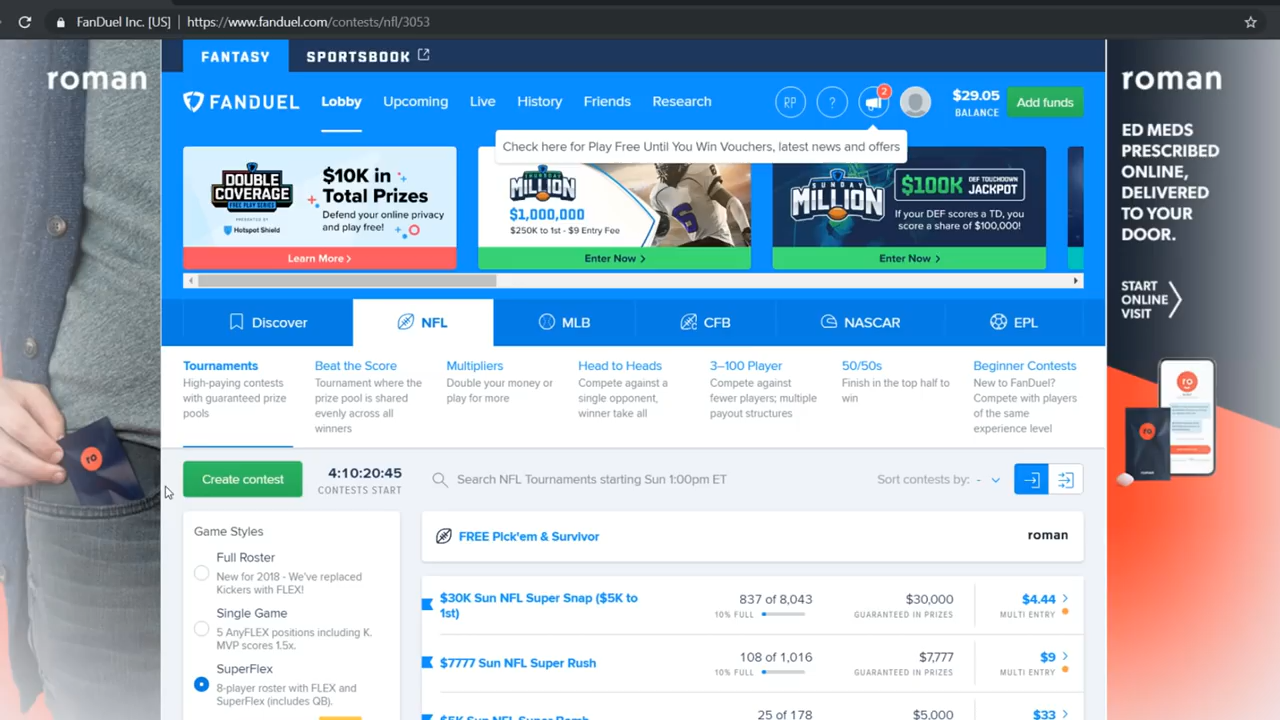 FanDuel Inc. [US] | https://www.fanduel.com/contests/nfl/3053
roman
FANTASY SPORTSBOOK
FANDUEL Lobby Upcoming Live History Friends Research RP ? 2 $29.05 BALANCE Add funds
Check here for Play Free Until You Win Vouchers, latest news and offers
DOUBLE
COVERAGE
FREE PLAY SERIES
PRESENTED BY
Hotspot Shield
$10K in
Total Prizes
Defend your online privacy
and play free!
Learn More >
THURSDAY
MILLION
$1,000,000
$250K to 1st - $9 Entry Fee
6
Enter Now >
SUNDAY
MILLION
$100K DEF TOUCHDOWN
JACKPOT
If your DEF scores a TD, you
score a share of $100,000!
Enter Now >
roman
ED MEDS
PRESCRIBED
ONLINE,
DELIVERED
TO YOUR
DOOR.
START
ONLINE
VISIT
ro
ro
ro
Discover NFL MLB CFB NASCAR EPL
Tournaments
High-paying contests
with guaranteed prize
pools
Beat the Score
Tournament where the
prize pool is shared
evenly across all
winners
Multipliers
Double your money or
play for more
Head to Heads
Compete against a
single opponent,
winner take all
3–100 Player
Compete against
fewer players; multiple
payout structures
50/50s
Finish in the top half to
win
Beginner Contests
New to FanDuel?
Compete with players
of the same
experience level
Create contest
4:10:20:45
CONTESTS START
Search NFL Tournaments starting Sun 1:00pm ET
Sort contests by: -
Game Styles
Full Roster
New for 2018 - We've replaced
Kickers with FLEX!
Single Game
5 AnyFLEX positions including K.
MVP scores 1.5x.
SuperFlex
8-player roster with FLEX and
SuperFlex (includes QB).
FREE Pick'em & Survivor
roman
$30K Sun NFL Super Snap ($5K to
1st)
837 of 8,043
10% FULL
$30,000
GUARANTEED IN PRIZES
$4.44 >
MULTI ENTRY
$7777 Sun NFL Super Rush
108 of 1,016
10% FULL
$7,777
GUARANTEED IN PRIZES
$9 >
MULTI ENTRY
$5K Sun NFL Super Bomb
25 of 178
$5,000
$33 >